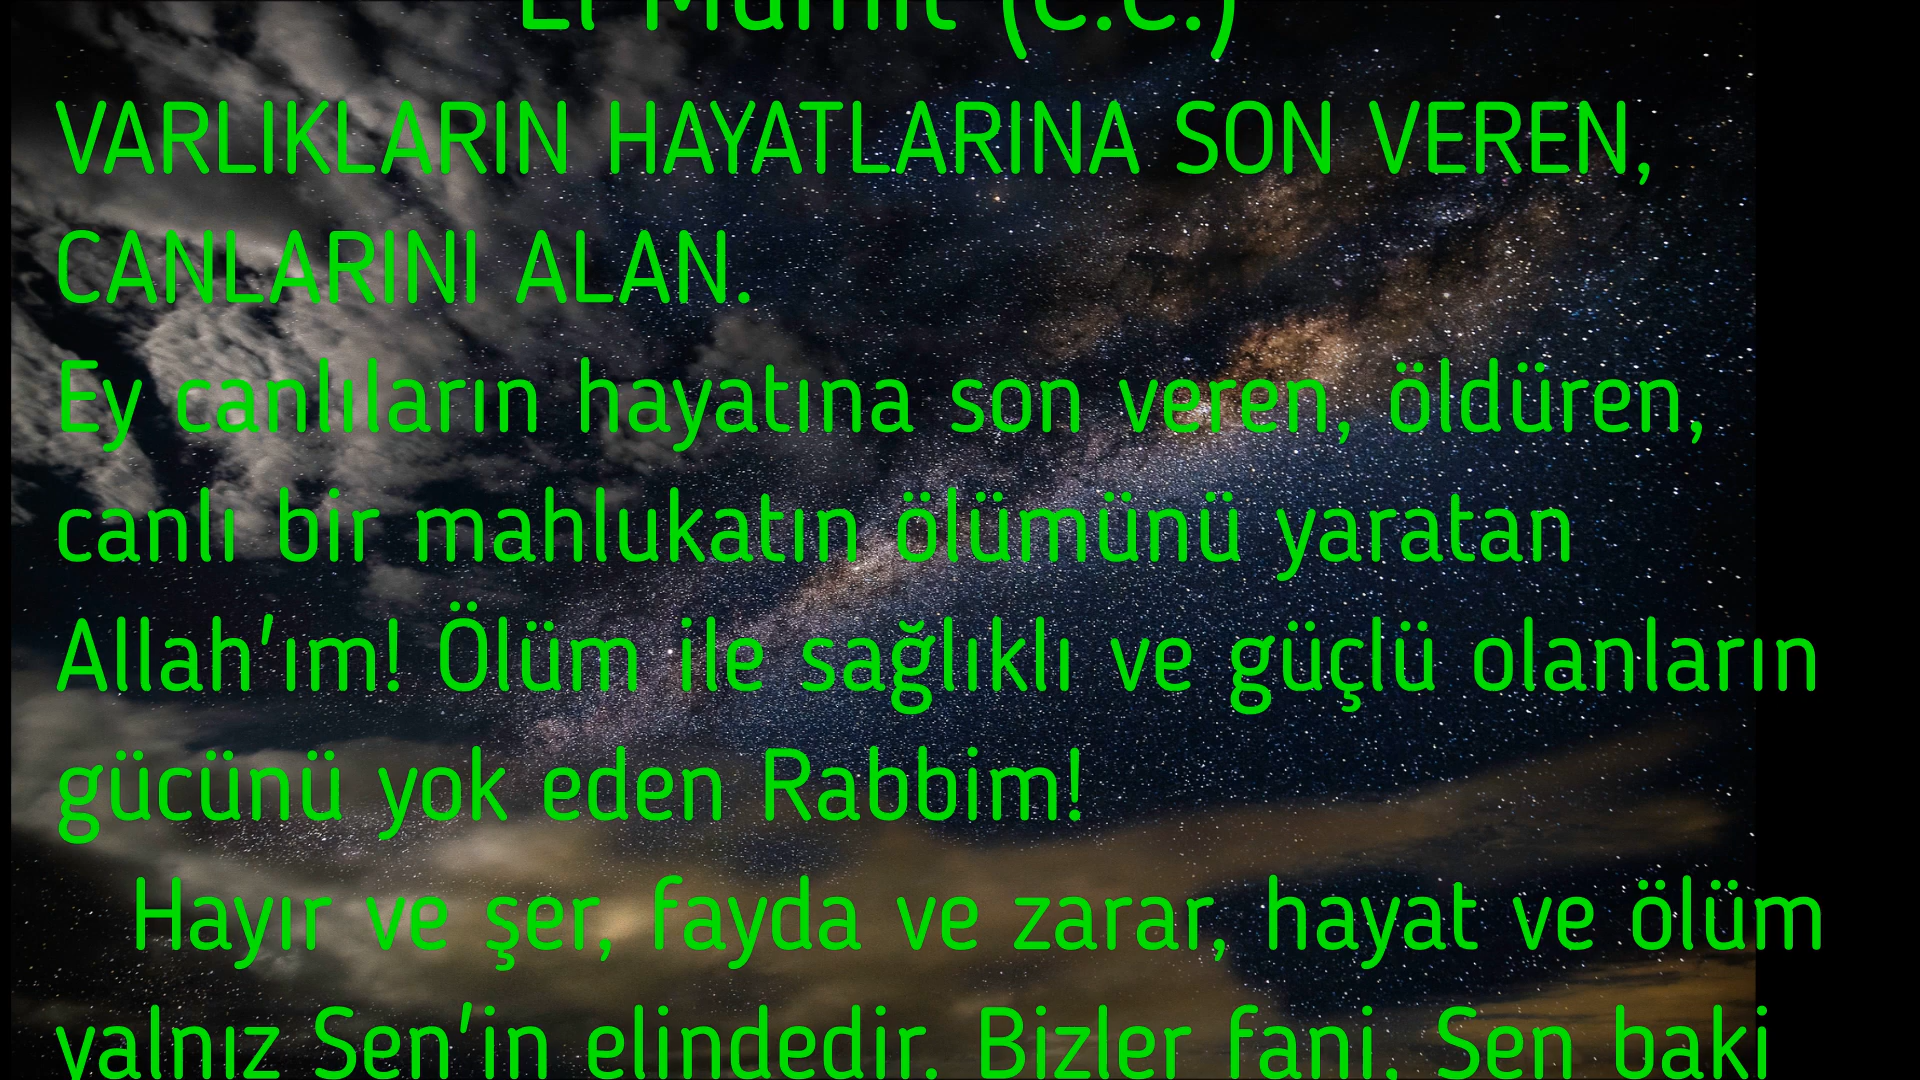 El Mümit (C.C.)
VARLIKLARIN HAYATLARINA SON VEREN,
CANLARINI ALAN.
Ey canlıların hayatına son veren, öldüren,
canlı bir mahlukatın ölümünü yaratan
Allah'ım! Ölüm ile sağlıklı ve güçlü olanların
gücünü yok eden Rabbim!
Hayır ve şer, fayda ve zarar, hayat ve ölüm
yalnız Sen'in elindedir. Bizler fani, Sen baki